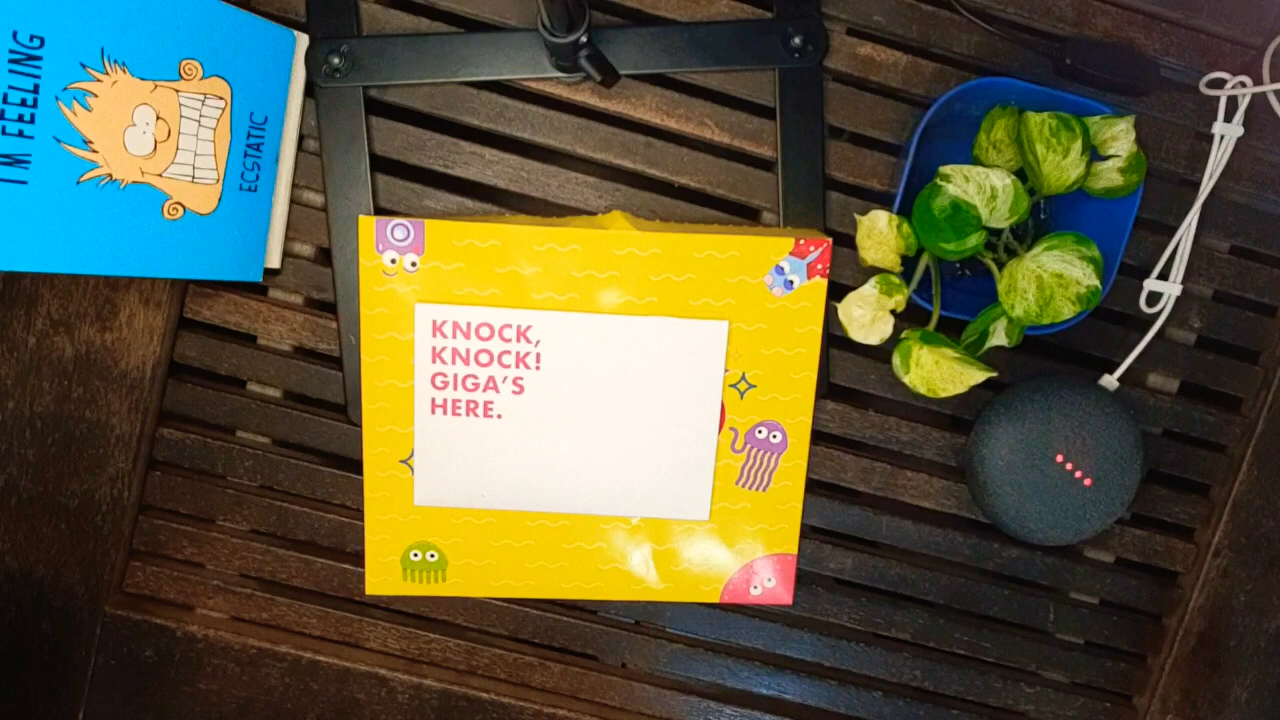 I'M FEELING
ECSTATIC
KNOCK,
KNOCK!
GIGA'S
HERE.